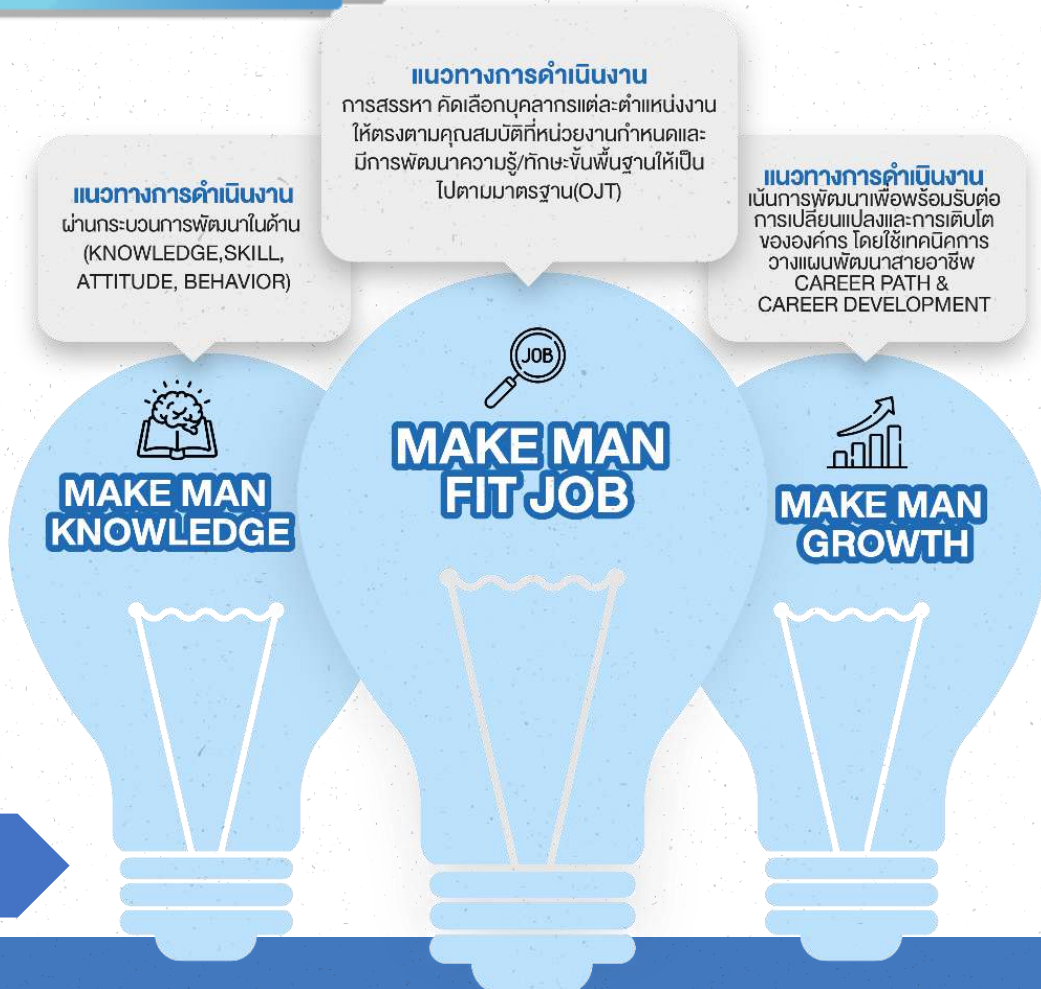 แนวทางการดำเนินงาน
ผ่านกระบวนการพัฒนาในด้าน
(KNOWLEDGE,SKILL,
ATTITUDE, BEHAVIOR)
MAKE MAN
KNOWLEDGE
แนวทางการดำเนินงาน
การสรรหา คัดเลือกบุคลากรแต่ละตำแหน่งงาน
ให้ตรงตามคุณสมบัติที่หน่วยงานกำหนดและ
มีการพัฒนาความรู้/ทักษะขั้นพื้นฐานให้เป็น
ไปตามมาตรฐาน(OJT)
JOB
MAKE MAN
FIT JOB
แนวทางการดำเนินงาน
เน้นการพัฒนาเพื่อพร้อมรับต่อ
การเปลี่ยนแปลงและการเติบโต
ขององค์กร โดยใช้เทคนิคการ
วางแผนพัฒนาสายอาชีพ
CAREER PATH &
CAREER DEVELOPMENT
MAKE MAN
GROWTH